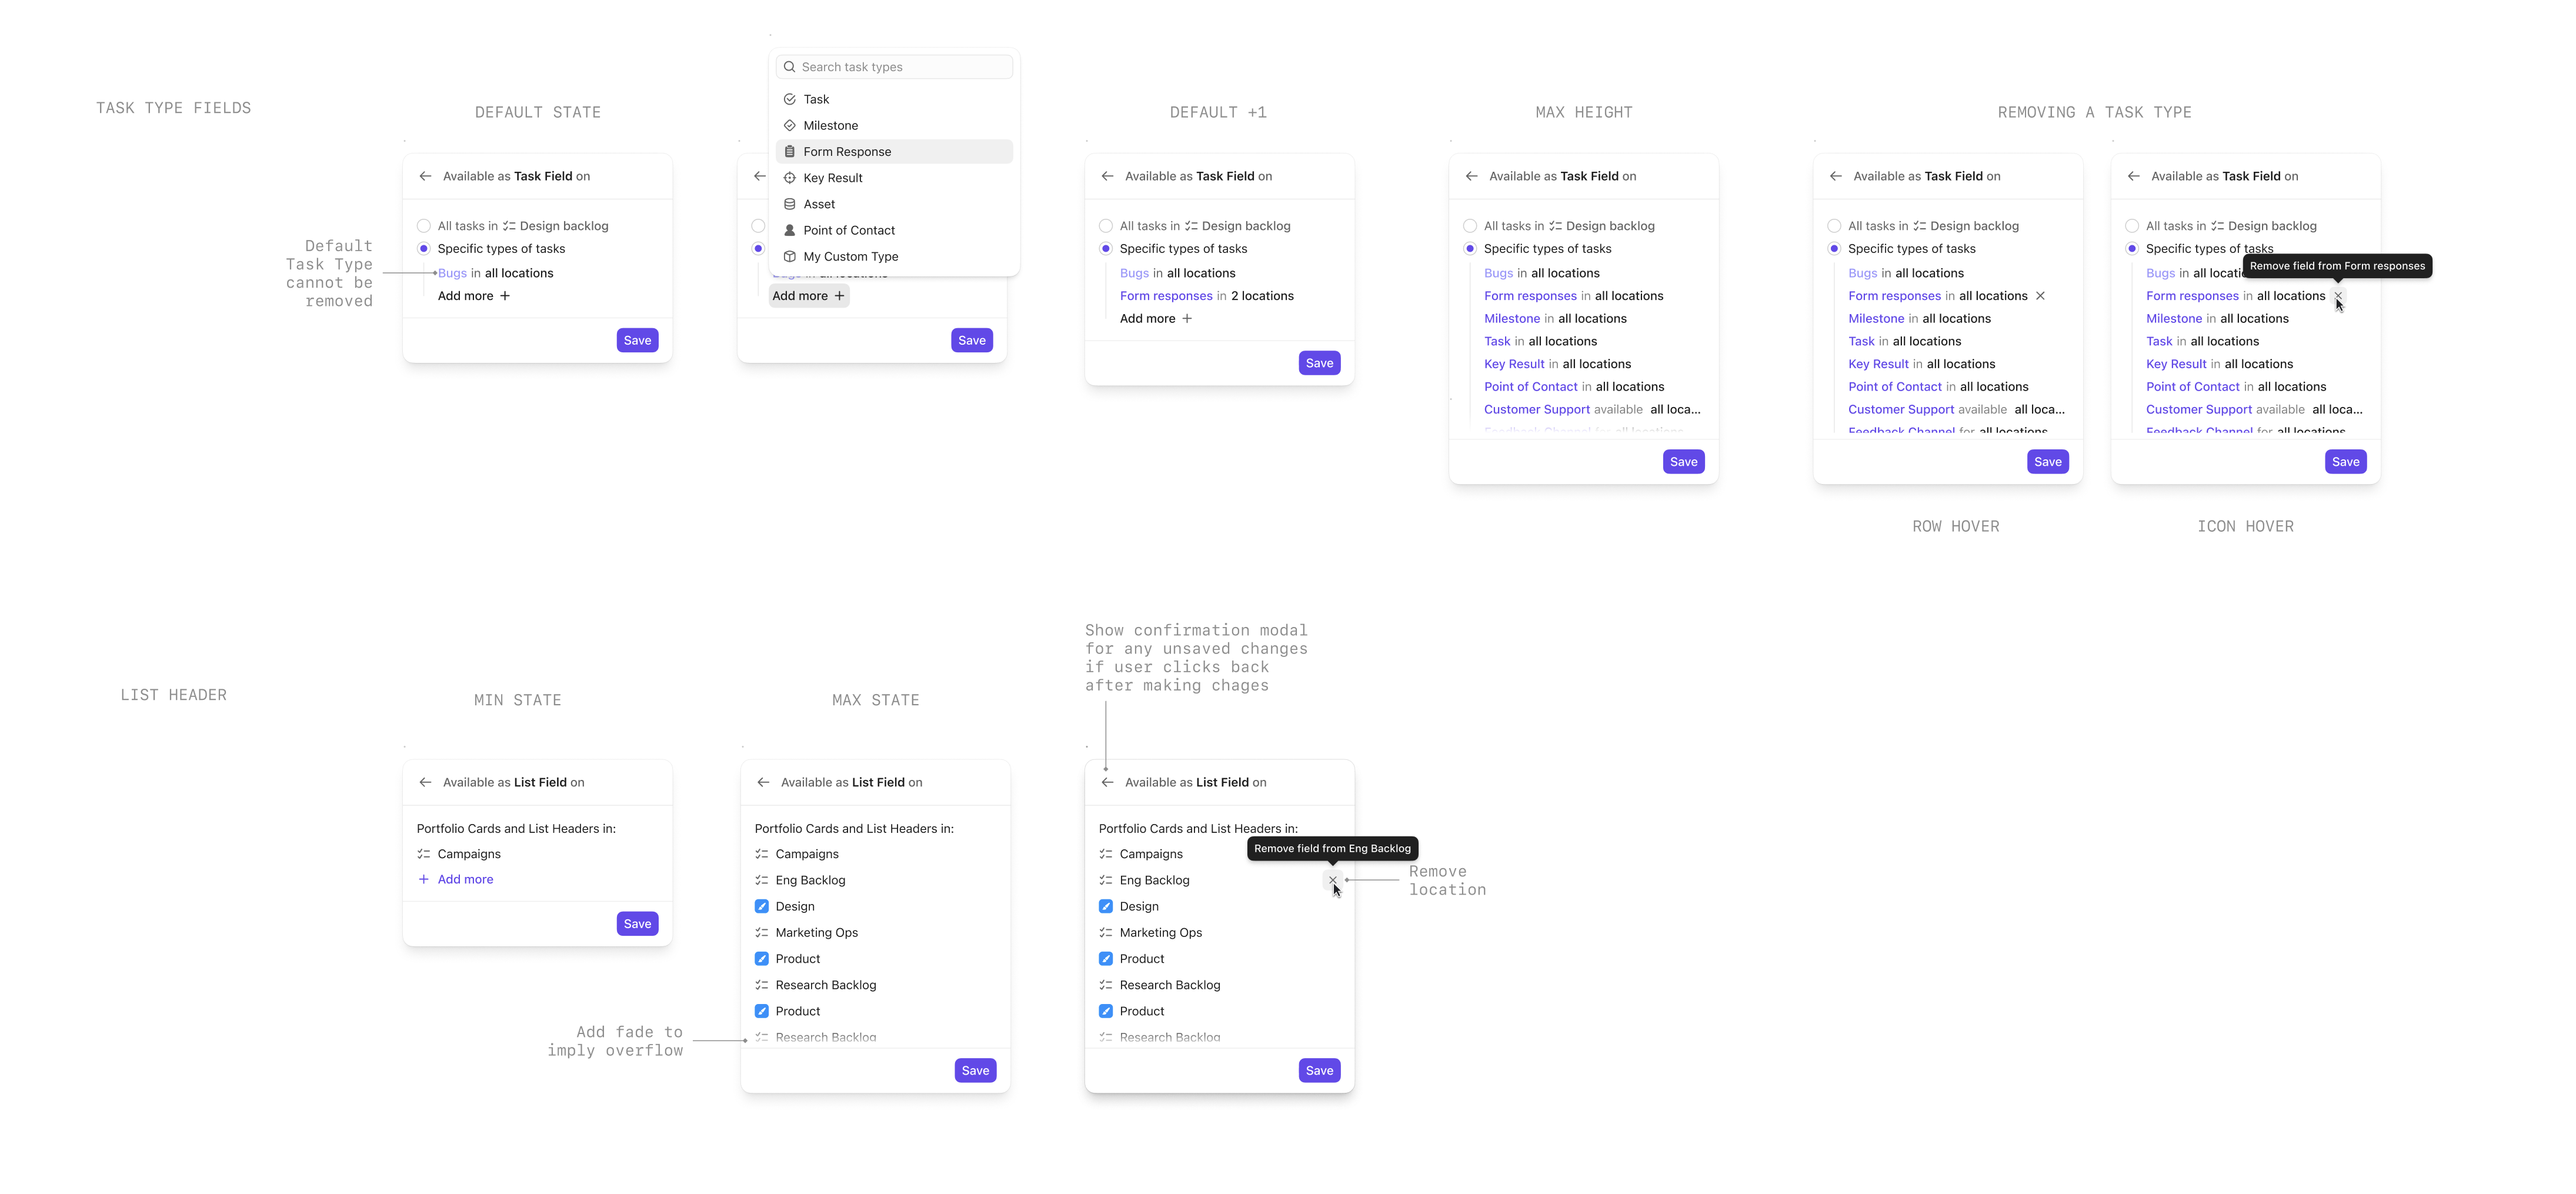 TASK TYPE FIELDS
DEFAULT STATE
DEFAULT +1
MAX HEIGHT
REMOVING A TASK TYPE
Default
Task Type
cannot be
removed
Available as Task Field on
All tasks in Design backlog
Specific types of tasks
Bugs in all locations
Add more
Save
Search task types
Task
Milestone
Form Response
Key Result
Asset
Point of Contact
My Custom Type
Bugs in all locations
Add more
Save
Available as Task Field on
All tasks in Design backlog
Specific types of tasks
Bugs in all locations
Form responses in 2 locations
Add more
Save
Available as Task Field on
All tasks in Design backlog
Specific types of tasks
Bugs in all locations
Form responses in all locations
Milestone in all locations
Task in all locations
Key Result in all locations
Point of Contact in all locations
Customer Support available all loca...
Feedback Channel for all locations
Save
Available as Task Field on
All tasks in Design backlog
Specific types of tasks
Bugs in all locations
Form responses in all locations
Milestone in all locations
Task in all locations
Key Result in all locations
Point of Contact in all locations
Customer Support available all loca...
Feedback Channel for all locations
Save
ROW HOVER
Available as Task Field on
All tasks in Design backlog
Specific types of tasks
Remove field from Form responses
Bugs in all locati
Form responses in all locations
Milestone in all locations
Task in all locations
Key Result in all locations
Point of Contact in all locations
Customer Support available all loca...
Feedback Channel for all locations
Save
ICON HOVER
LIST HEADER
MIN STATE
MAX STATE
Show confirmation modal
for any unsaved changes
if user clicks back
after making chages
Available as List Field on
Portfolio Cards and List Headers in:
Campaigns
Add more
Save
Add fade to
imply overflow
Available as List Field on
Portfolio Cards and List Headers in:
Campaigns
Eng Backlog
Design
Marketing Ops
Product
Research Backlog
Product
Research Backlog
Save
Available as List Field on
Portfolio Cards and List Headers in:
Remove field from Eng Backlog
Campaigns
Eng Backlog
Design
Marketing Ops
Product
Research Backlog
Product
Research Backlog
Save
Remove
location